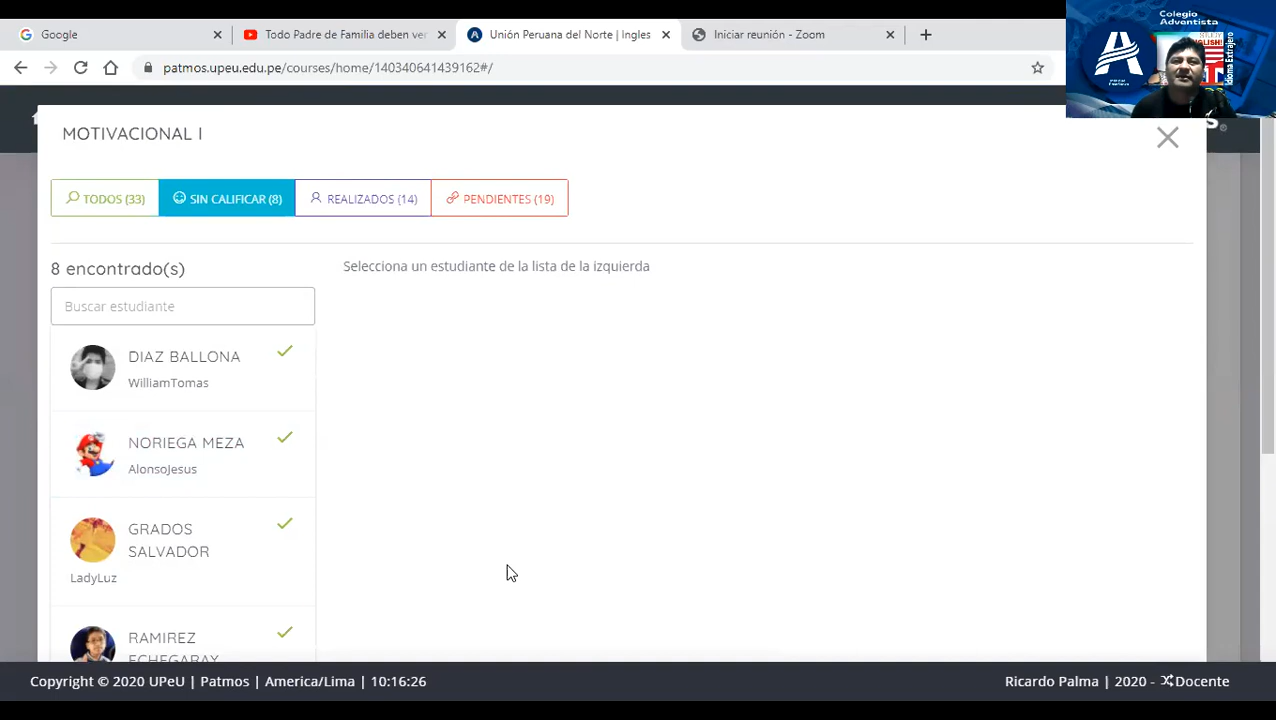 Google
Todo Padre de Familia deben ver
Unión Peruana del Norte | Ingles
Iniciar reunión - Zoom
patmos.upeu.edu.pe/courses/home/140340641439162#/
Colegio
Adventista
Idioma Extrajero
MOTIVACIONAL I
TODOS (33)
SIN CALIFICAR (8)
REALIZADOS (14)
PENDIENTES (19)
8 encontrado(s)
Selecciona un estudiante de la lista de la izquierda
Buscar estudiante
DIAZ BALLONA
WilliamTomas
NORIEGA MEZA
AlonsoJesus
GRADOS
SALVADOR
LadyLuz
RAMIREZ
ECHEGARAY
Copyright © 2020 UPeU | Patmos | America/Lima | 10:16:26
Ricardo Palma | 2020 - Docente